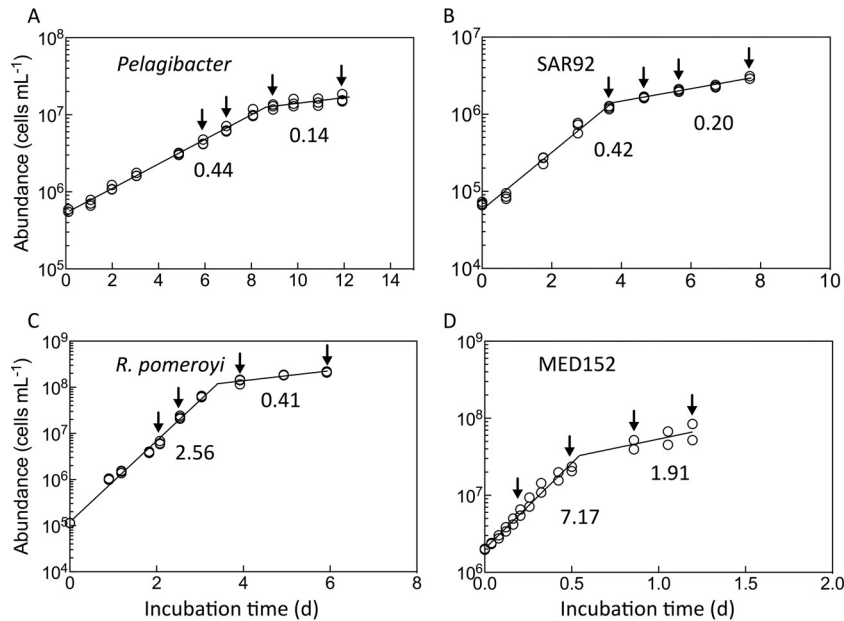 A
Abundance (cells mL⁻¹)
10⁸
10⁷
10⁶
10⁵
Pelagibacter
0.44
0.14
0 2 4 6 8 10 12 14
B
10⁷
10⁶
10⁵
10⁴
SAR92
0.42
0.20
0 2 4 6 8 10
C
Abundance (cells mL⁻¹)
10⁹
10⁸
10⁷
10⁶
10⁵
10⁴
R. pomeroyi
2.56
0.41
0 2 4 6 8
Incubation time (d)
D
10⁹
10⁸
10⁷
10⁶
MED152
7.17
1.91
0.0 0.5 1.0 1.5 2.0
Incubation time (d)